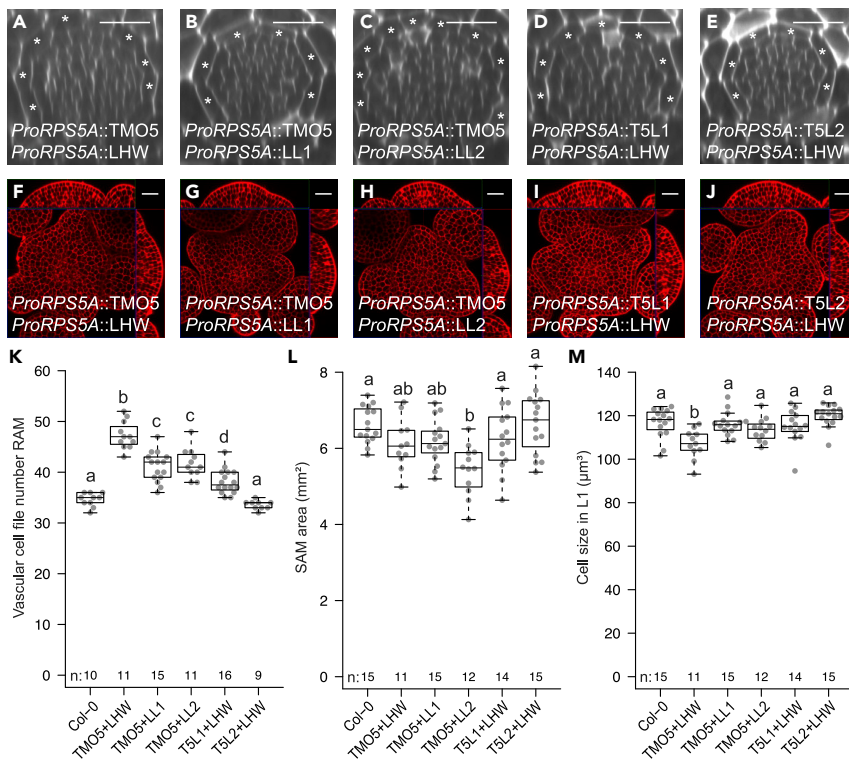 A
ProRPS5A::TMO5
ProRPS5A::LHW
B
ProRPS5A::TMO5
ProRPS5A::LL1
C
ProRPS5A::TMO5
ProRPS5A::LL2
D
ProRPS5A::T5L1
ProRPS5A::LHW
E
ProRPS5A::T5L2
ProRPS5A::LHW
F
ProRPS5A::TMO5
ProRPS5A::LHW
G
ProRPS5A::TMO5
ProRPS5A::LL1
H
ProRPS5A::TMO5
ProRPS5A::LL2
I
ProRPS5A::T5L1
ProRPS5A::LHW
J
ProRPS5A::T5L2
ProRPS5A::LHW
K
Vascular cell file number RAM
60
50
40
30
20
10
0
a
b
c
c
d
a
n: 10 11 15 11 16 9
Col–0
TMO5+LHW
TMO5+LL1
TMO5+LL2
T5L1+LHW
T5L2+LHW
L
SAM area (mm²)
8
6
4
2
0
a
ab
ab
b
a
a
n: 15 11 15 12 14 15
Col–0
TMO5+LHW
TMO5+LL1
TMO5+LL2
T5L1+LHW
T5L2+LHW
M
Cell size in L1 (µm³)
140
120
100
80
60
40
20
0
a
b
a
a
a
a
n: 15 11 15 12 14 15
Col–0
TMO5+LHW
TMO5+LL1
TMO5+LL2
T5L1+LHW
T5L2+LHW